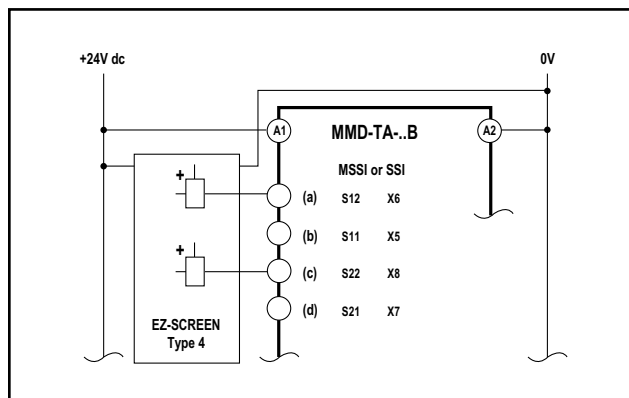 +24V dc
0V
A1 MMD-TA-..B A2
MSSI or SSI
+
(a) S12 X6
(b) S11 X5
+
(c) S22 X8
(d) S21 X7
EZ-SCREEN
Type 4